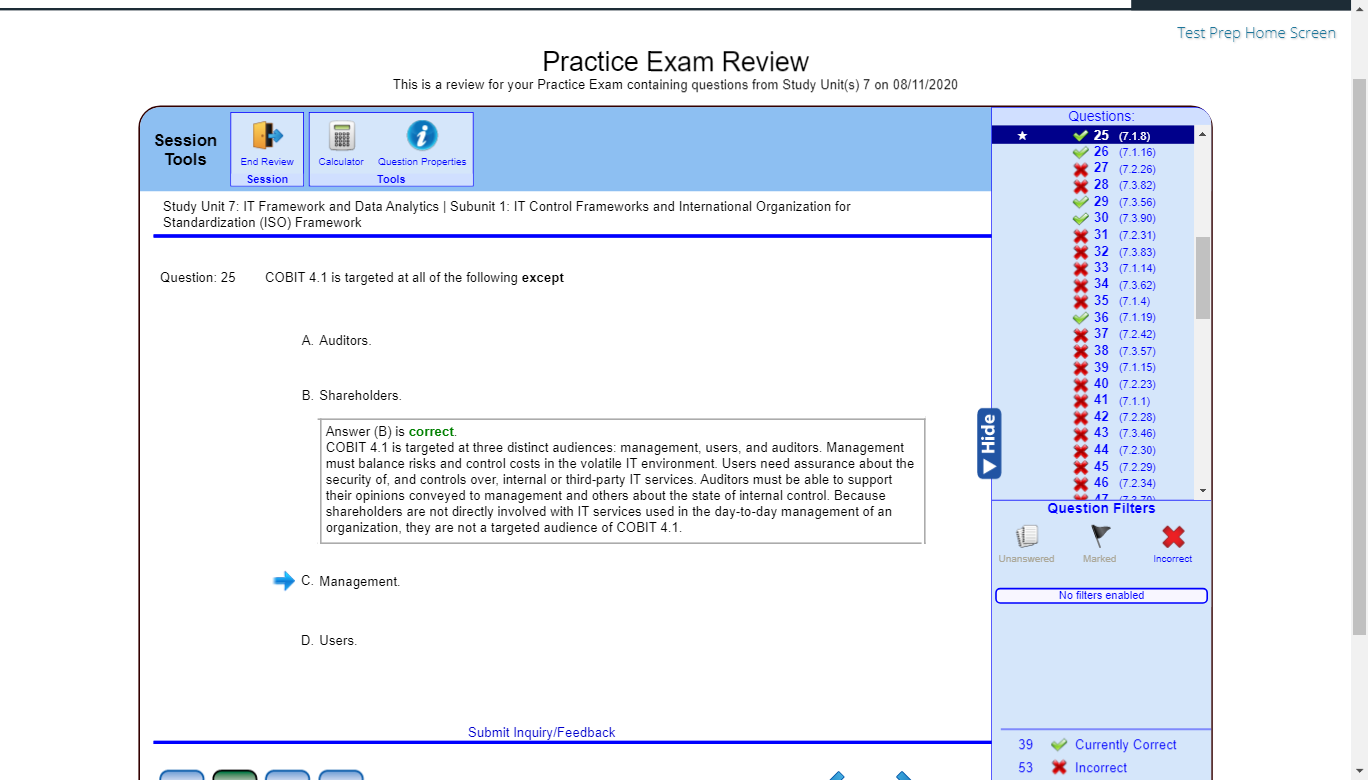 Test Prep Home Screen
Practice Exam Review
This is a review for your Practice Exam containing questions from Study Unit(s) 7 on 08/11/2020
Session
Tools
End Review
Session
Calculator
Question Properties
Tools
Study Unit 7: IT Framework and Data Analytics | Subunit 1: IT Control Frameworks and International Organization for
Standardization (ISO) Framework
Question: 25
COBIT 4.1 is targeted at all of the following except
A. Auditors.
B. Shareholders.
Answer (B) is correct.
COBIT 4.1 is targeted at three distinct audiences: management, users, and auditors. Management
must balance risks and control costs in the volatile IT environment. Users need assurance about the
security of, and controls over, internal or third-party IT services. Auditors must be able to support
their opinions conveyed to management and others about the state of internal control. Because
shareholders are not directly involved with IT services used in the day-to-day management of an
organization, they are not a targeted audience of COBIT 4.1.
C. Management.
D. Users.
Submit Inquiry/Feedback
Hide
Questions:
25 (7.1.8)
26 (7.1.16)
27 (7.2.26)
28 (7.3.82)
29 (7.3.56)
30 (7.3.90)
31 (7.2.31)
32 (7.3.83)
33 (7.1.14)
34 (7.3.62)
35 (7.1.4)
36 (7.1.19)
37 (7.2.42)
38 (7.3.57)
39 (7.1.15)
40 (7.2.23)
41 (7.1.1)
42 (7.2.28)
43 (7.3.46)
44 (7.2.30)
45 (7.2.29)
46 (7.2.34)
47 (7.3.70)
Question Filters
Unanswered
Marked
Incorrect
No filters enabled
39 Currently Correct
53 Incorrect